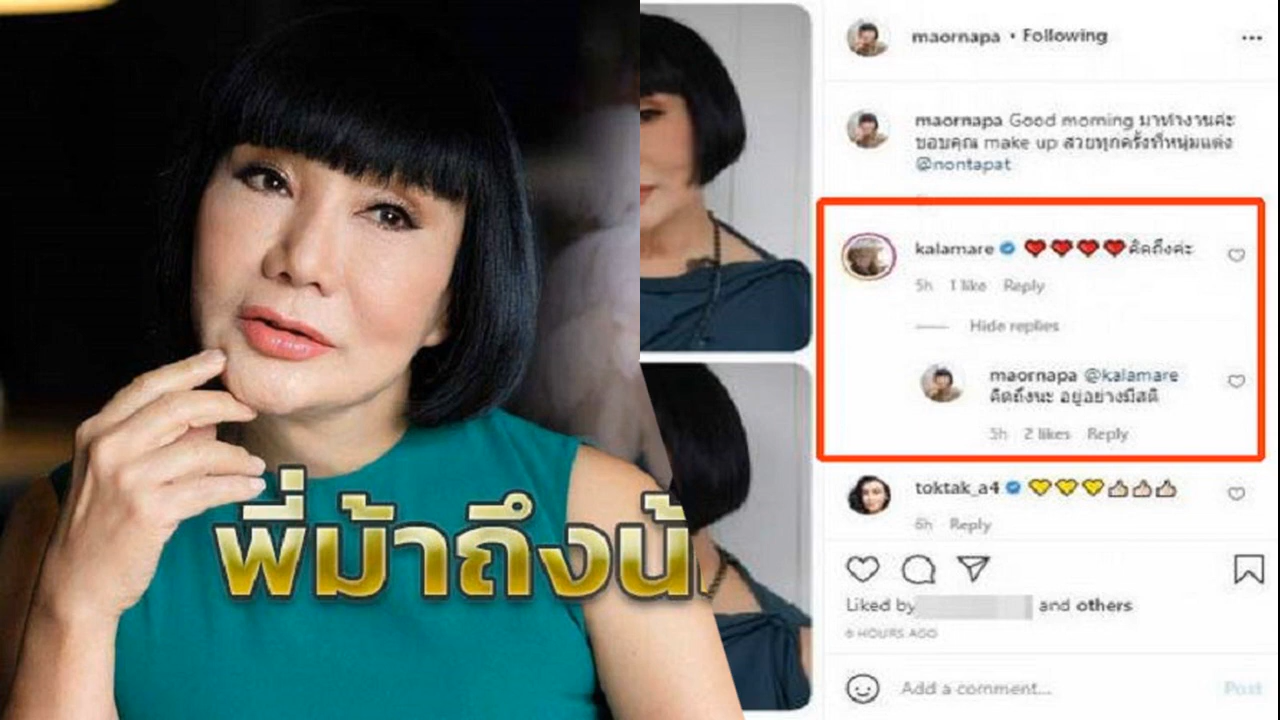 พี่ม้าถึงน้
maornapa • Following
maornapa Good morning มาทำงานค่ะ
ขอบคุณ make up สวยทุกครั้งที่หนุ่มแต่ง
@nontapat
kalamare ❤❤❤❤คิดถึงค่ะ
5h 1 like Reply
Hide replies
maornapa @kalamare
คิดถึงนะ อยู่อย่างมีสติ
5h 2 likes Reply
toktak_a4 💛💛💛👍🏻👍🏻👍🏻
6h Reply
Liked by and others
6 HOURS AGO
Add a comment...
Post